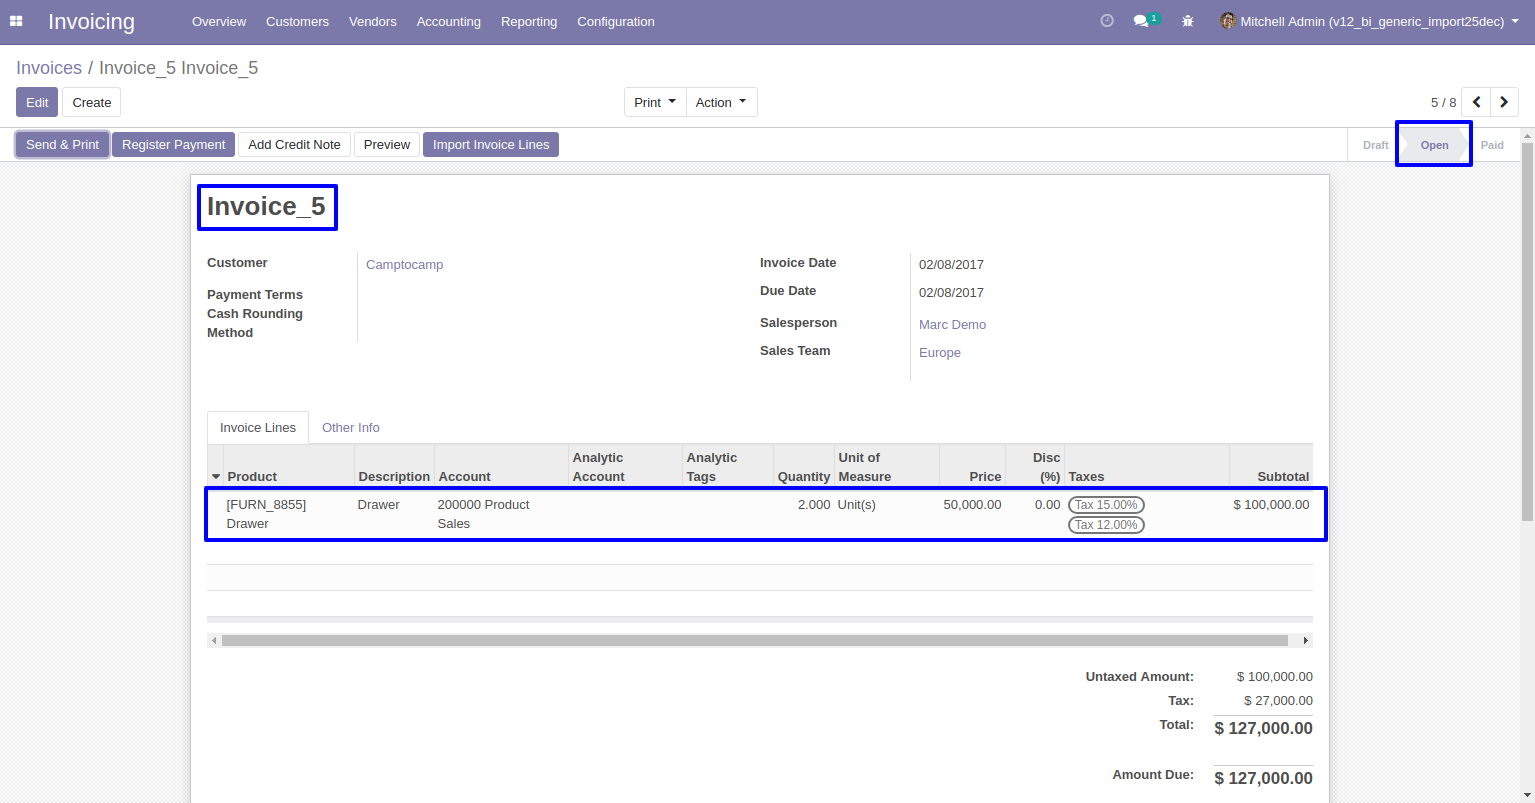 Invoicing Overview Customers Vendors Accounting Reporting Configuration 1 Mitchell Admin (v12_bi_generic_import25dec)
Invoices / Invoice_5 Invoice_5
Edit Create Print Action 5 / 8
Send & Print Register Payment Add Credit Note Preview Import Invoice Lines Draft Open Paid
Invoice_5
Customer Camptocamp
Payment Terms
Cash Rounding
Method
Invoice Date 02/08/2017
Due Date 02/08/2017
Salesperson Marc Demo
Sales Team Europe
Invoice Lines Other Info
Product Description Account Analytic Account Analytic Tags Quantity Unit of Measure Price Disc (%) Taxes Subtotal
[FURN_8855] Drawer 200000 Product 2.000 Unit(s) 50,000.00 0.00 Tax 15.00% $ 100,000.00
Drawer Sales Tax 12.00%
Untaxed Amount: $ 100,000.00
Tax: $ 27,000.00
Total: $ 127,000.00
Amount Due: $ 127,000.00